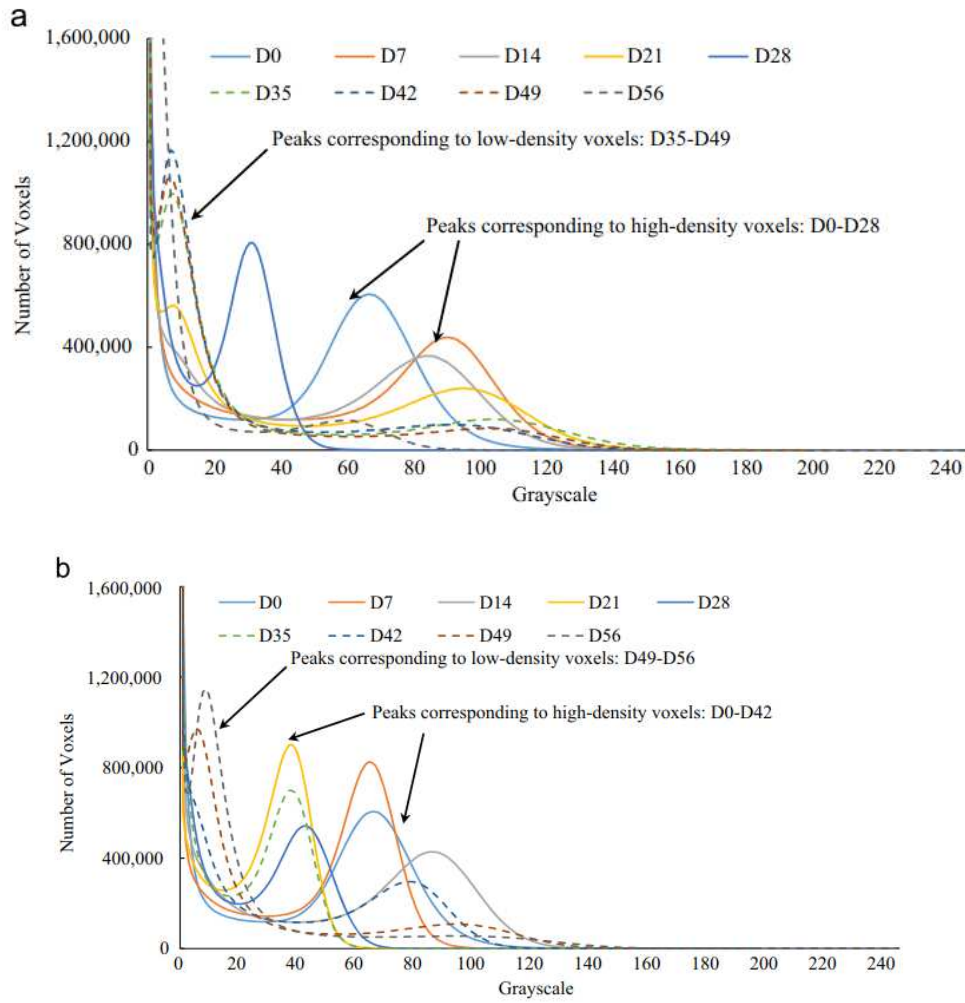 a
1,600,000
D0 D7 D14 D21 D28
D35 D42 D49 D56
1,200,000
Peaks corresponding to low-density voxels: D35-D49
Number of Voxels
800,000
Peaks corresponding to high-density voxels: D0-D28
400,000
0
0 20 40 60 80 100 120 140 160 180 200 220 240
Grayscale
b
1,600,000
D0 D7 D14 D21 D28
D35 D42 D49 D56
Peaks corresponding to low-density voxels: D49-D56
1,200,000
Peaks corresponding to high-density voxels: D0-D42
Number of Voxels
800,000
400,000
0
0 20 40 60 80 100 120 140 160 180 200 220 240
Grayscale